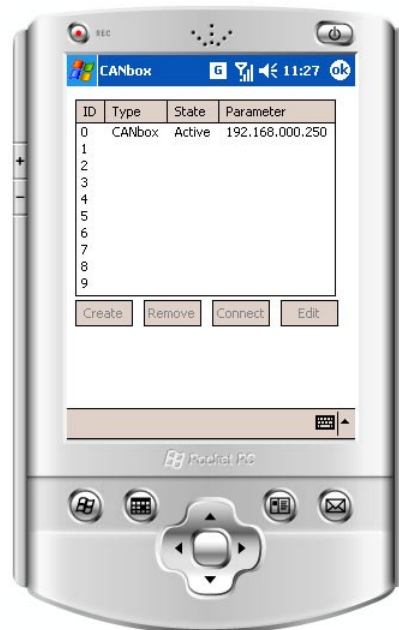 REC
CANbox G 11:27 ok
ID Type State Parameter
0 CANbox Active 192.168.000.250
1
2
3
4
5
6
7
8
9
Create Remove Connect Edit
Pocket PC